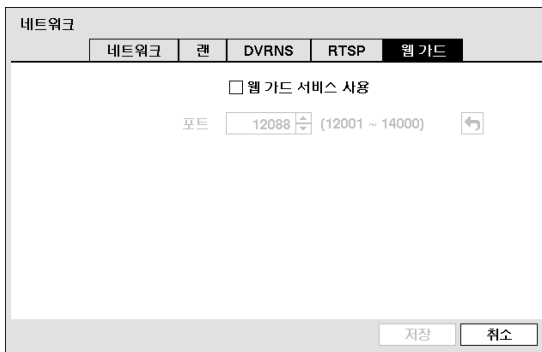 네트워크
네트워크 랜 DVRNS RTSP 웹 가드
웹 가드 서비스 사용
포트 12088 (12001 ~ 14000)
저장 취소